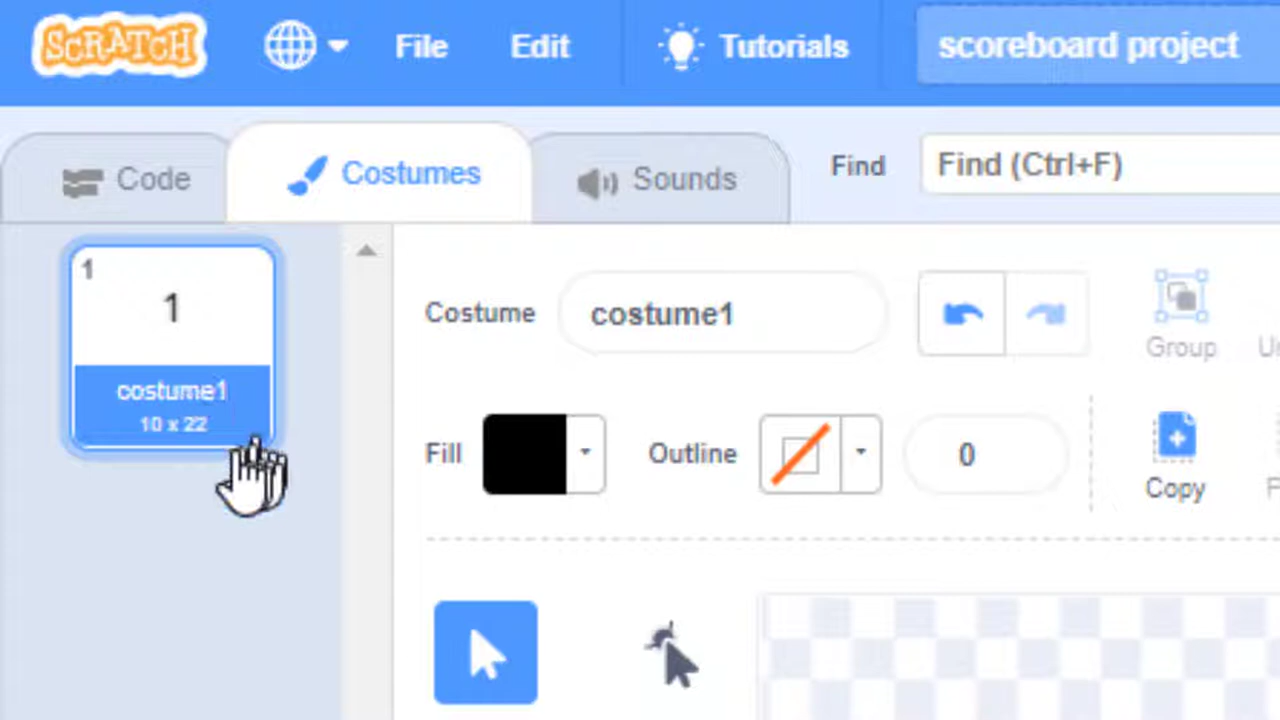 SCRATCH File Edit Tutorials scoreboard project
Code Costumes Sounds Find Find (Ctrl+F)
1
1
costume1
10 x 22
Costume costume1
Group
Fill Outline 0
Copy